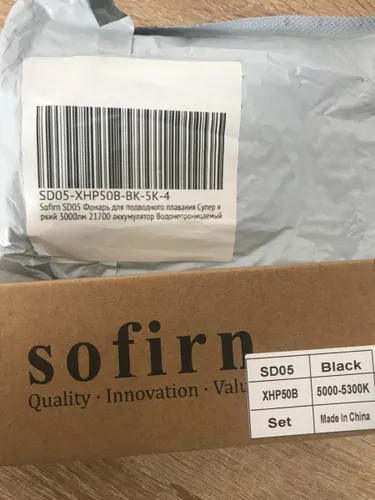 SD05-XHP50B-BK-5K-4
Sofirn SD05 Фонарь для подводного плавания Супер я
ркий 3000лм 21700 аккумулятор Водонепроницаемый
sofirn
Quality · Innovation ·
SD05 Black
XHP50B 5000-5300K
Set Made In China